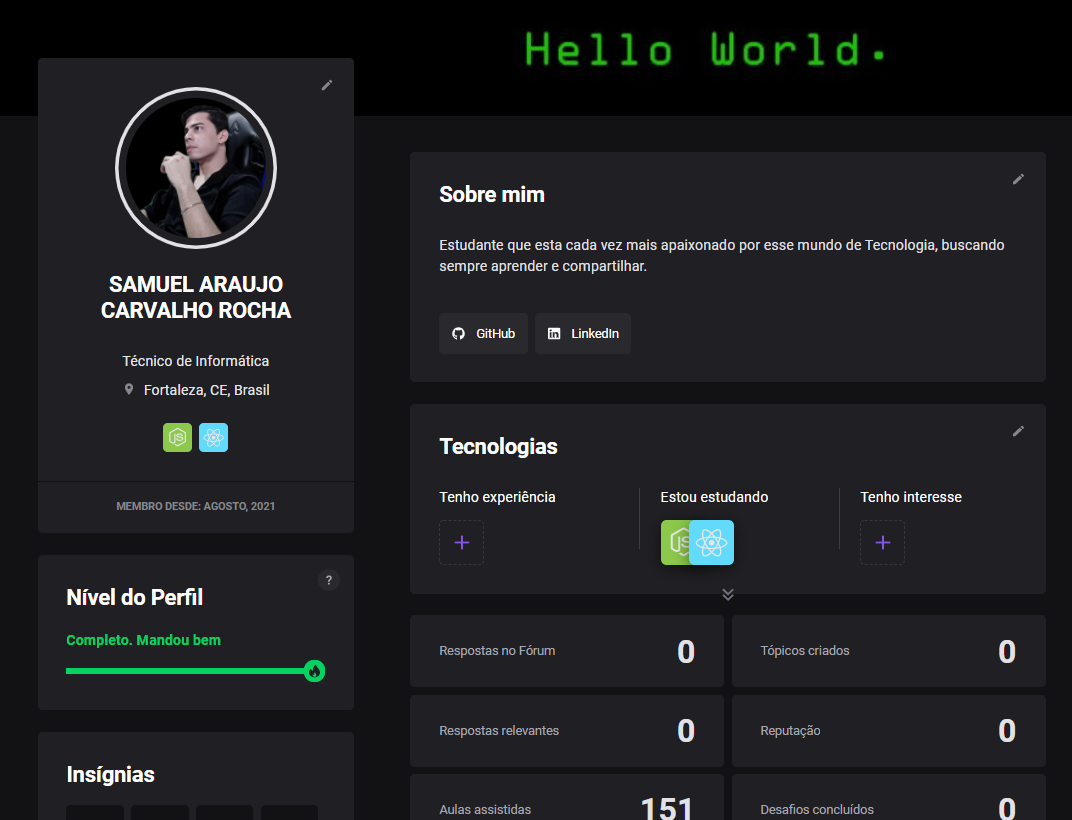 Hello World.
SAMUEL ARAUJO
CARVALHO ROCHA
Técnico de Informática
Fortaleza, CE, Brasil
JS
MEMBRO DESDE: AGOSTO, 2021
Nível do Perfil
?
Completo. Mandou bem
Insígnias
Sobre mim
Estudante que esta cada vez mais apaixonado por esse mundo de Tecnologia, buscando
sempre aprender e compartilhar.
GitHub
in LinkedIn
Tecnologias
Tenho experiência
Estou estudando
Tenho interesse
+
JS
+
Respostas no Fórum 0
Tópicos criados 0
Respostas relevantes 0
Reputação 0
Aulas assistidas 151
Desafios concluídos 0